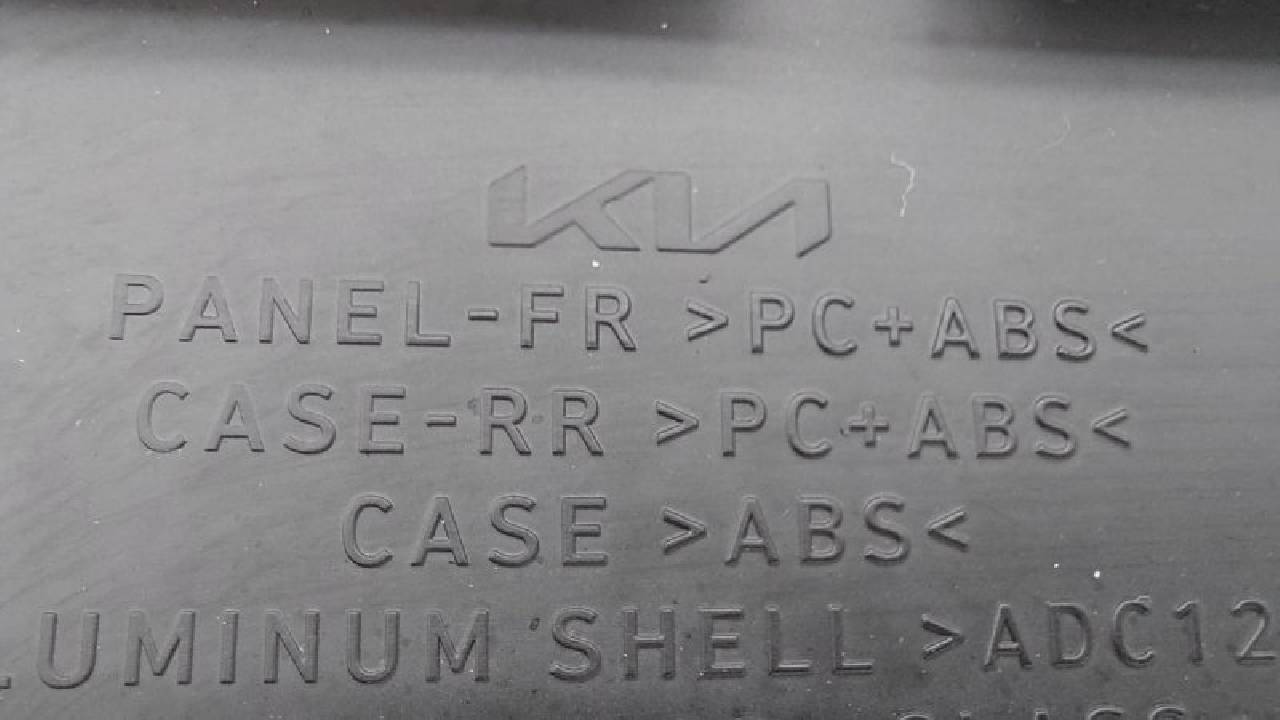 KIA
PANEL-FR >PC+ABS<
CASE-RR >PC+ABS<
CASE >ABS<
LUMINUM SHELL >ADC12